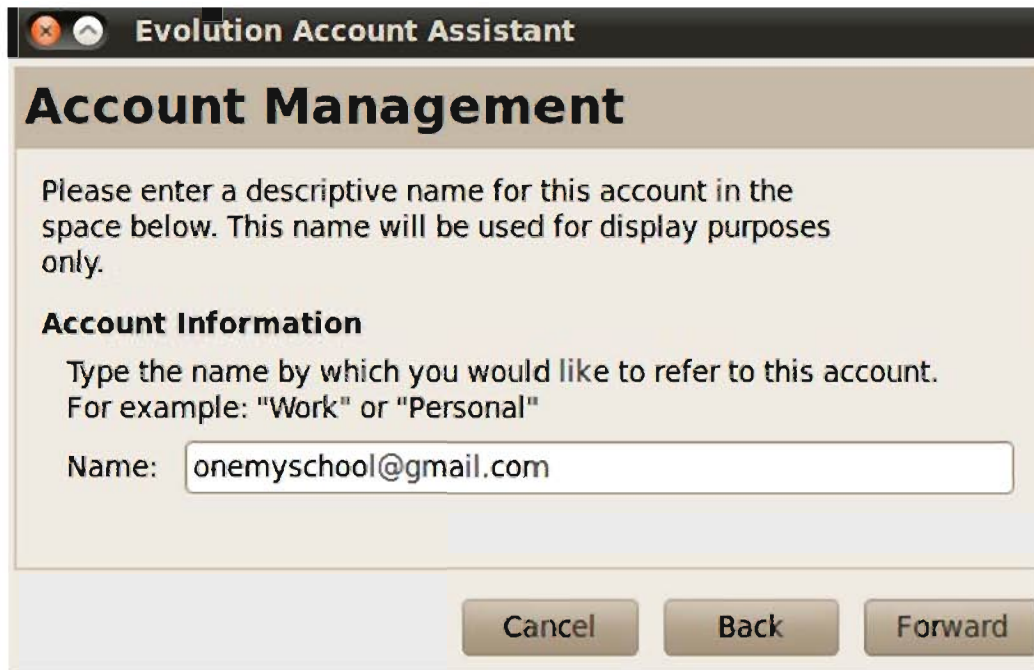 Evolution Account Assistant
Account Management
Please enter a descriptive name for this account in the
space below. This name will be used for display purposes
only.
Account Information
Type the name by which you would like to refer to this account.
For example: "Work" or "Personal"
Name: onemyschool@gmail.com
Cancel Back Forward